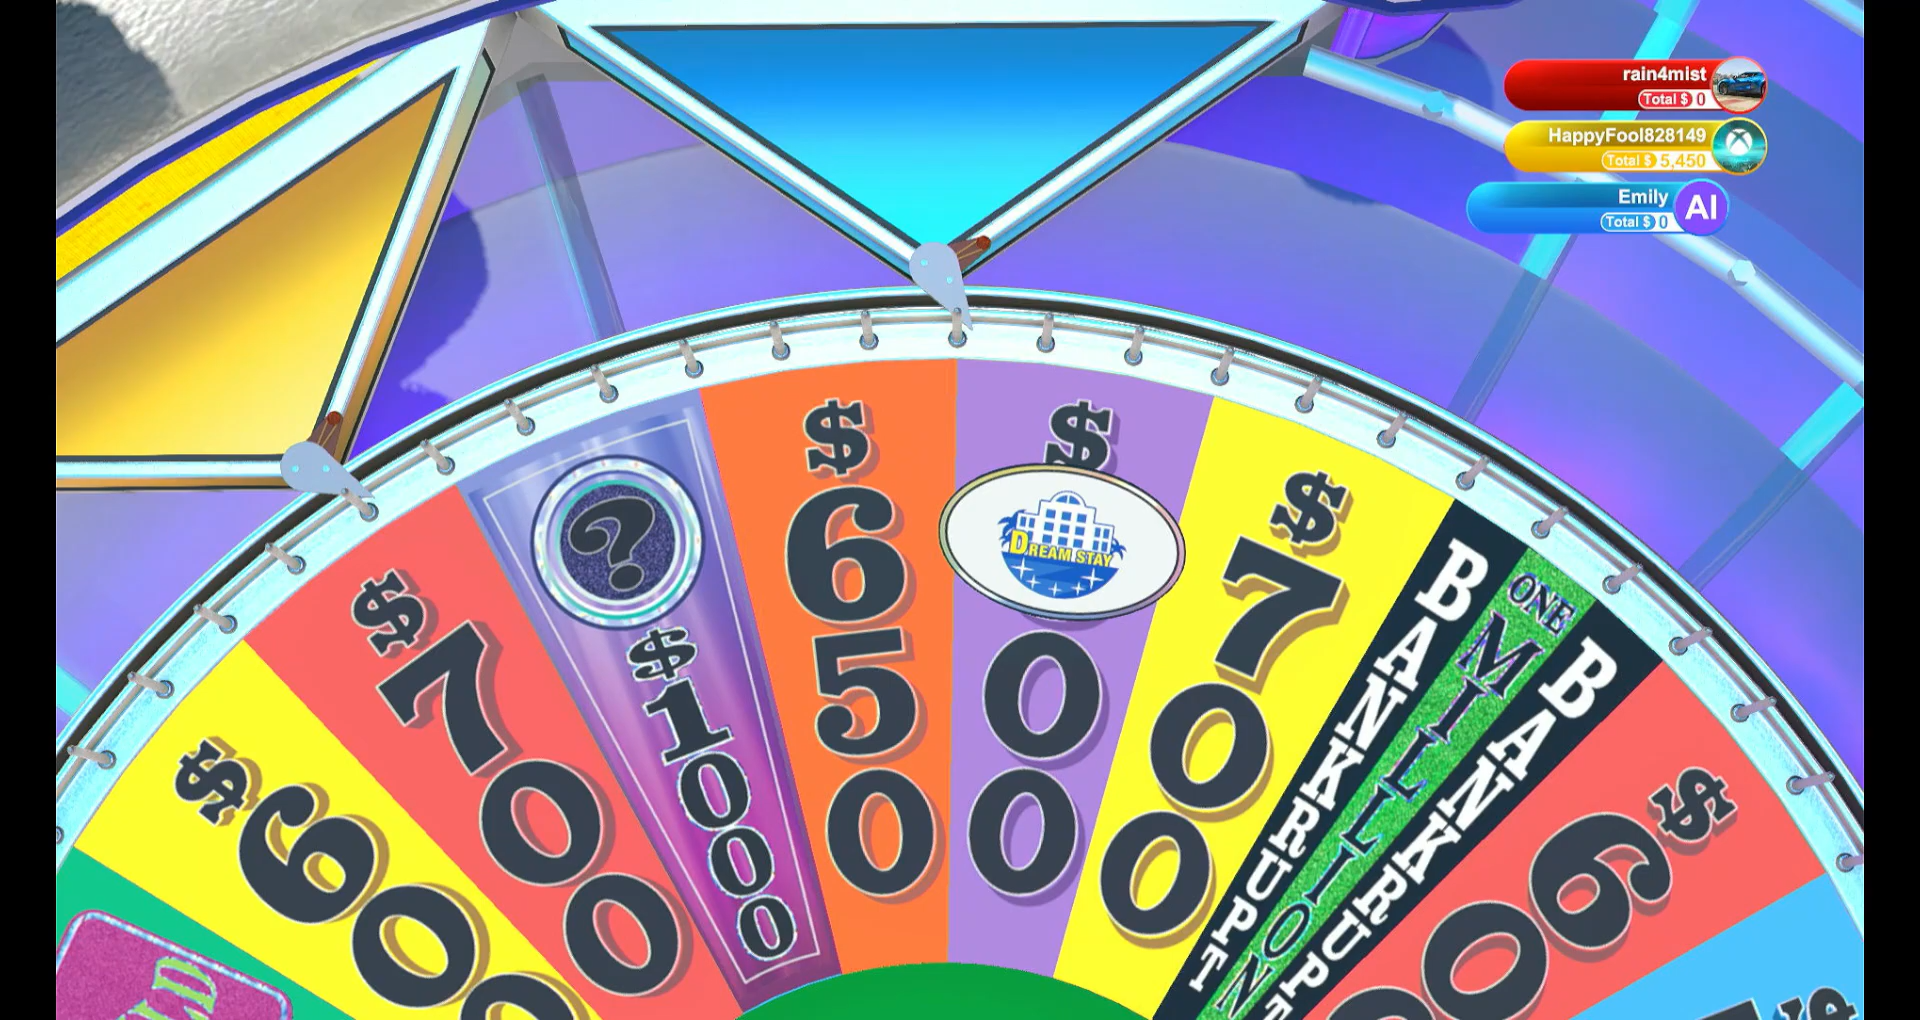 rain4mist
Total $ 0
HappyFool828149
Total $ 5,450
Emily
Total $ 0
AI
$600
$700
?
$1000
$650
$
DREAM STAY
00
$700
BANKRUPT
ONE
MILLION
BANKRUPT
$900
$